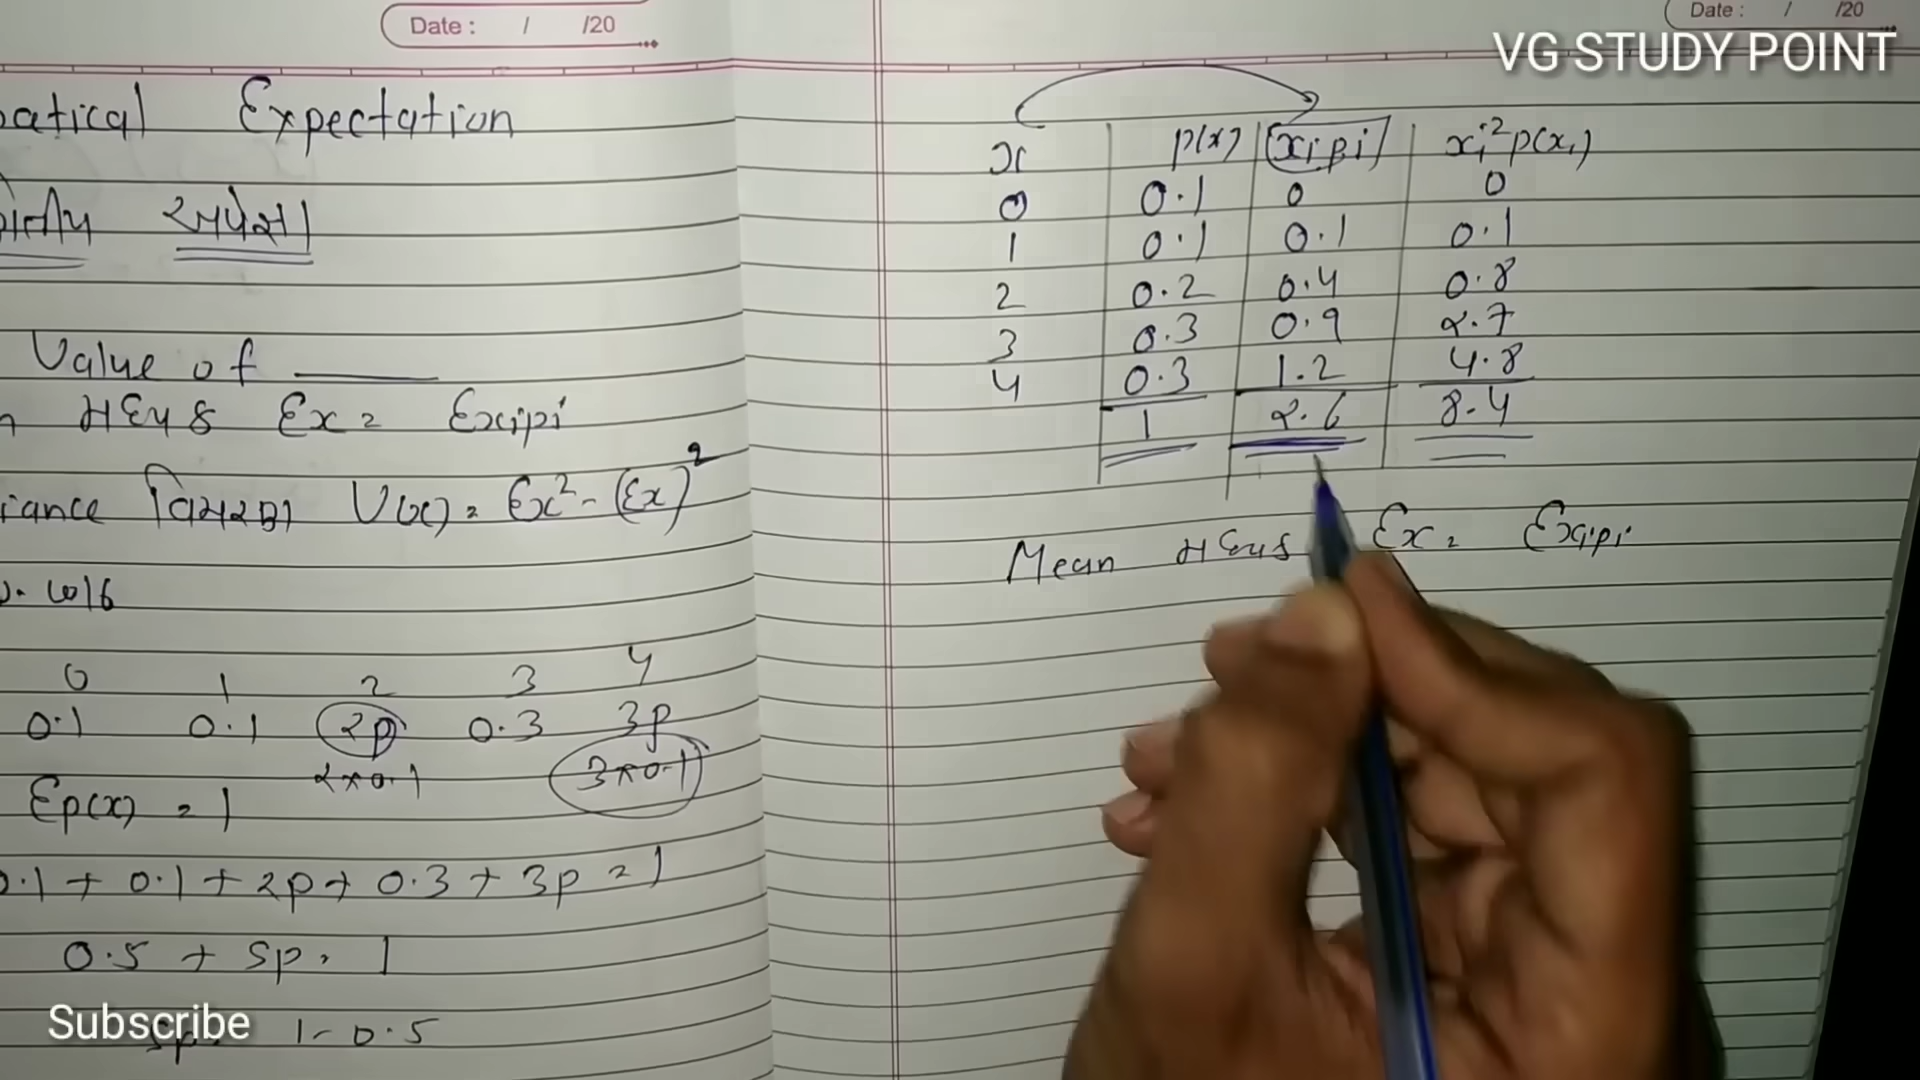 Date : / /20
atical Expectation
Value of
Ex = Σxipi
iance V(x) = Ex² - (Ex)²
0 1 2 3 4
0.1 0.1 2p 0.3 3p
2×0.1 3×0.1
Σp(x) = 1
0.1 + 0.1 + 2p + 0.3 + 3p = 1
0.5 + 5p = 1
5p = 1 - 0.5
Subscribe
Date : / /20
VG STUDY POINT
x p(x) xipi xi²p(xi)
0 0.1 0 0
1 0.1 0.1 0.1
2 0.2 0.4 0.8
3 0.3 0.9 2.7
4 0.3 1.2 4.8
1 2.6 8.4
Mean Ex = Σxipi